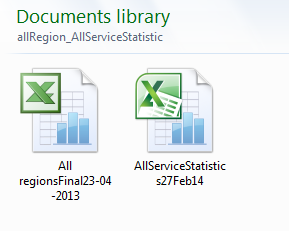 Documents library
allRegion_AllServiceStatistic
All
regionsFinal23-04
-2013
AllServiceStatistic
s27Feb14